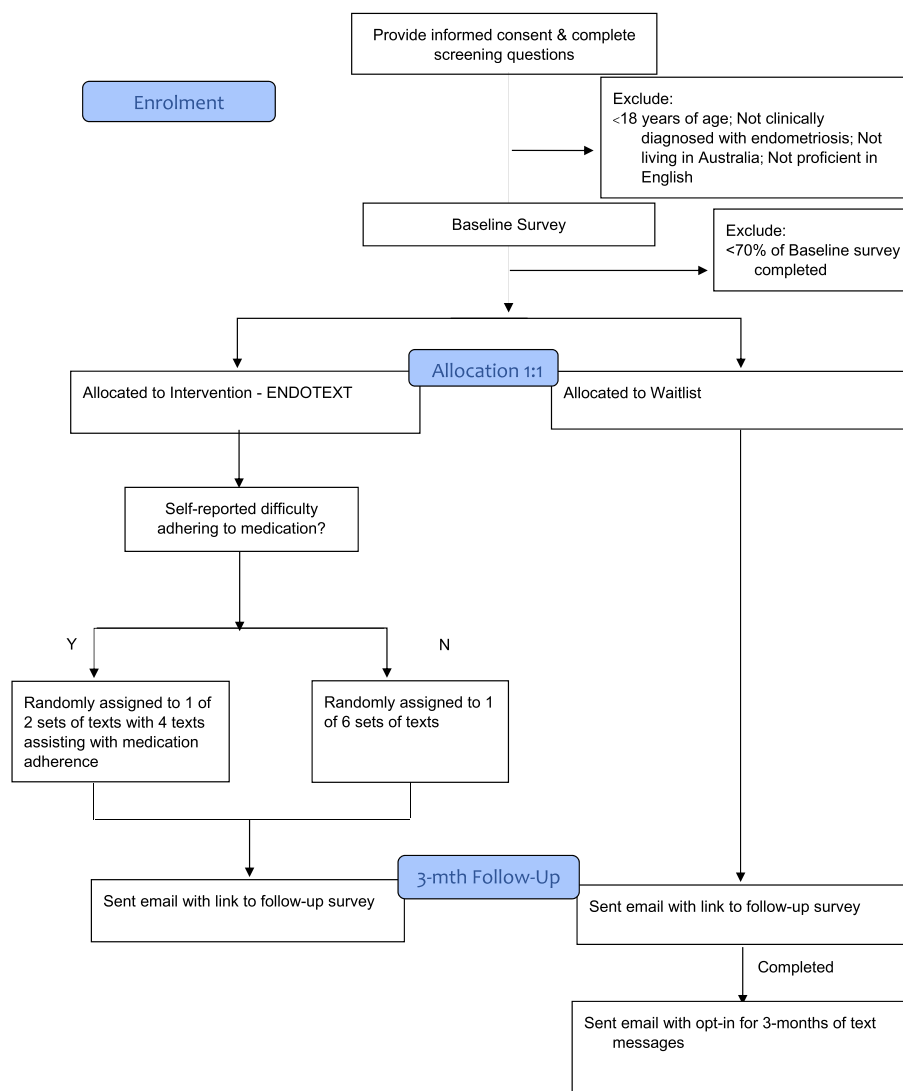 Provide informed consent & complete
screening questions
Enrolment
Exclude:
<18 years of age; Not clinically
diagnosed with endometriosis; Not
living in Australia; Not proficient in
English
Baseline Survey
Exclude:
<70% of Baseline survey
completed
Allocation 1:1
Allocated to Intervention - ENDOTEXT
Allocated to Waitlist
Self-reported difficulty
adhering to medication?
Y
N
Randomly assigned to 1 of
2 sets of texts with 4 texts
assisting with medication
adherence
Randomly assigned to 1
of 6 sets of texts
3-mth Follow-Up
Sent email with link to follow-up survey
Sent email with link to follow-up survey
Completed
Sent email with opt-in for 3-months of text
messages